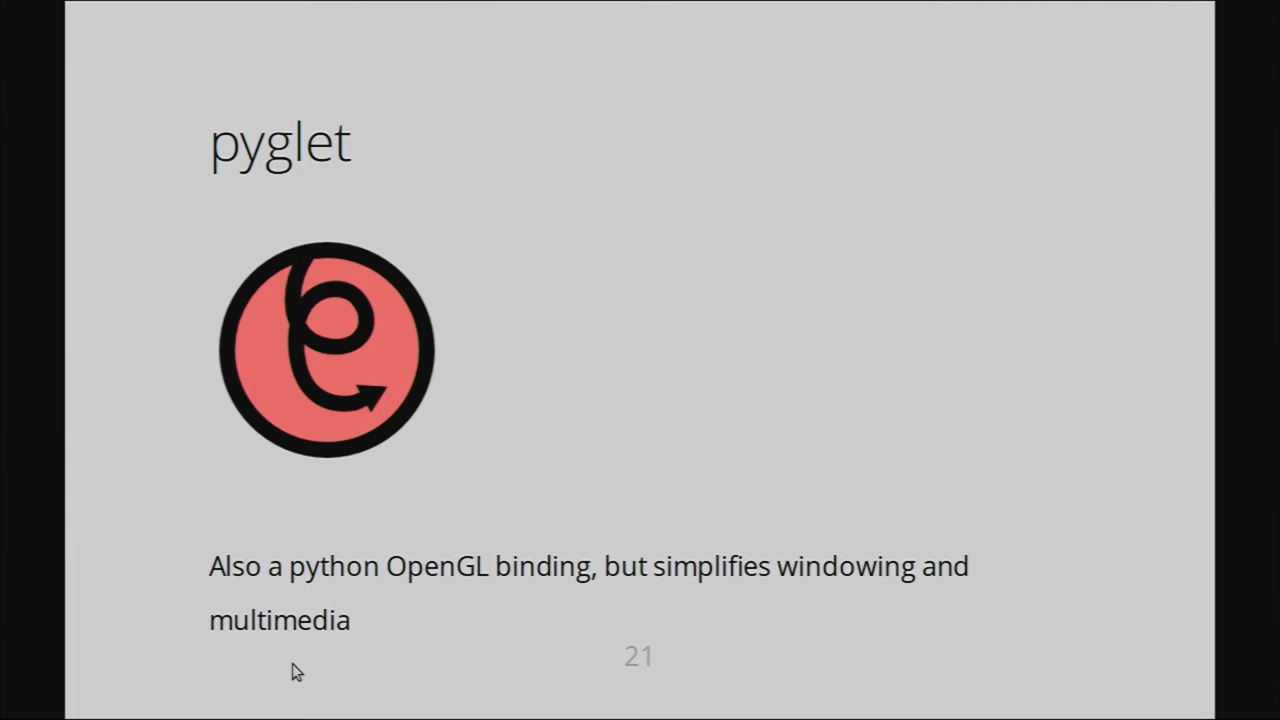 pyglet
Also a python OpenGL binding, but simplifies windowing and
multimedia
21